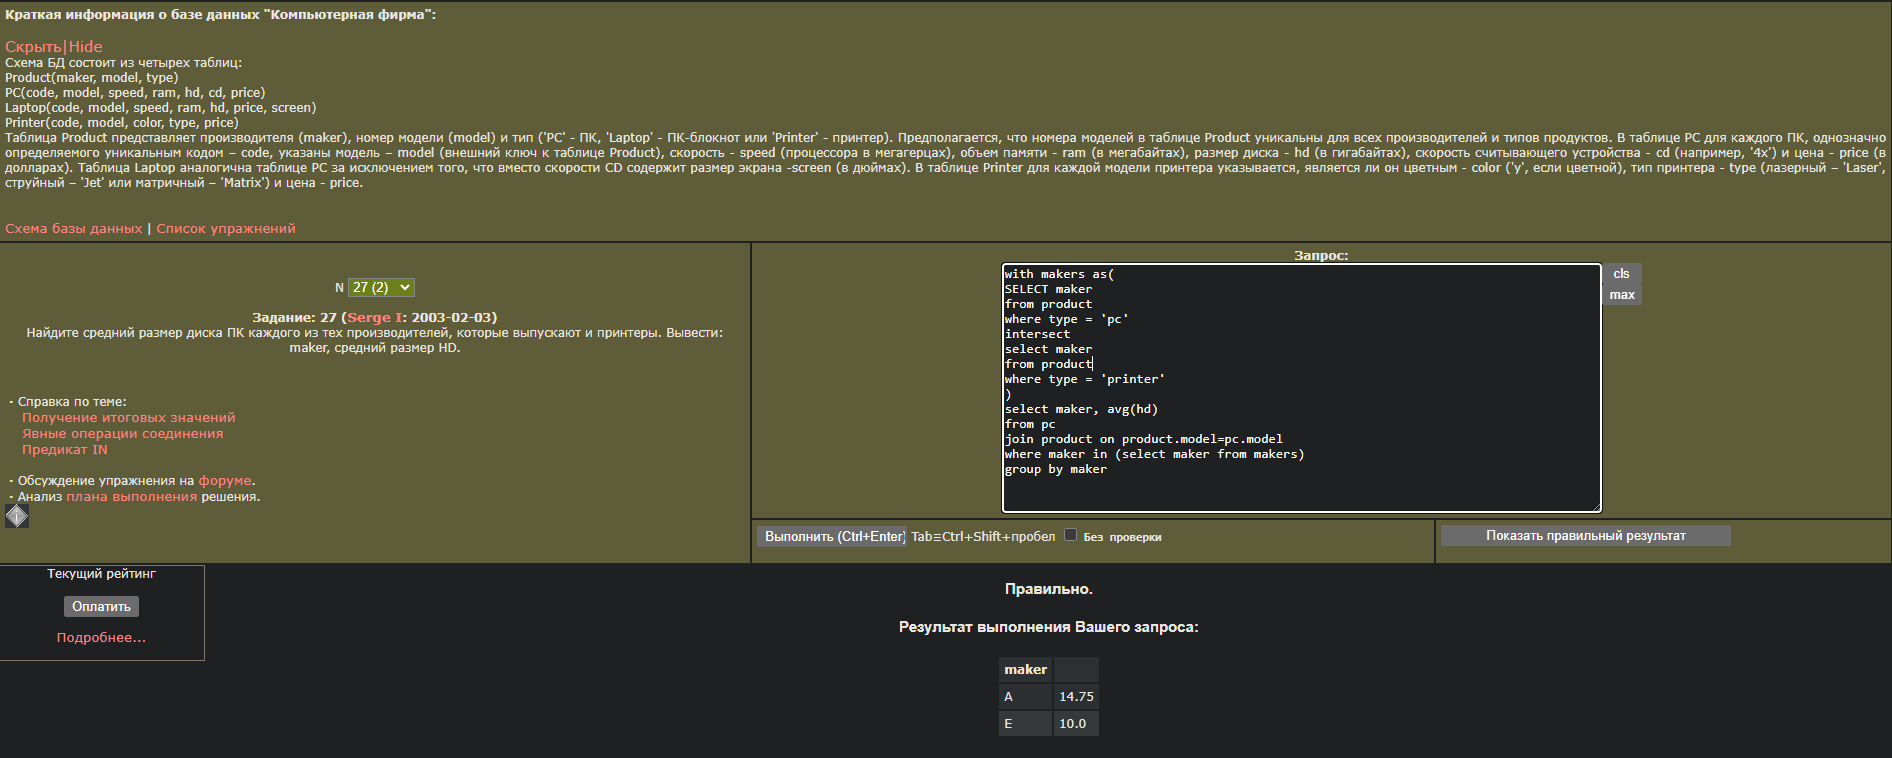 Краткая информация о базе данных "Компьютерная фирма":
Скрыть|Hide
Схема БД состоит из четырех таблиц:
Product(maker, model, type)
PC(code, model, speed, ram, hd, cd, price)
Laptop(code, model, speed, ram, hd, price, screen)
Printer(code, model, color, type, price)
Таблица Product представляет производителя (maker), номер модели (model) и тип ('PC' - ПК, 'Laptop' - ПК-блокнот или 'Printer' - принтер). Предполагается, что номера моделей в таблице Product уникальны для всех производителей и типов продуктов. В таблице PC для каждого ПК, однозначно
определяемого уникальным кодом – code, указаны модель – model (внешний ключ к таблице Product), скорость - speed (процессора в мегагерцах), объем памяти - ram (в мегабайтах), размер диска - hd (в гигабайтах), скорость считывающего устройства - cd (например, '4x') и цена - price (в
долларах). Таблица Laptop аналогична таблице РС за исключением того, что вместо скорости CD содержит размер экрана -screen (в дюймах). В таблице Printer для каждой модели принтера указывается, является ли он цветным - color ('y', если цветной), тип принтера - type (лазерный – 'Laser',
струйный – 'Jet' или матричный – 'Matrix') и цена - price.
Схема базы данных | Список упражнений
N 27 (2)
Задание: 27 (Serge I: 2003-02-03)
Найдите средний размер диска ПК каждого из тех производителей, которые выпускают и принтеры. Вывести:
maker, средний размер HD.
· Справка по теме:
Получение итоговых значений
Явные операции соединения
Предикат IN
· Обсуждение упражнения на форуме.
· Анализ плана выполнения решения.
i
Запрос:
with makers as(
SELECT maker
from product
where type = 'pc'
intersect
select maker
from product
where type = 'printer'
)
select maker, avg(hd)
from pc
join product on product.model=pc.model
where maker in (select maker from makers)
group by maker
cls
max
Выполнить (Ctrl+Enter) Tab≡Ctrl+Shift+пробел Без проверки
Показать правильный результат
Текущий рейтинг
Оплатить
Подробнее...
Правильно.
Результат выполнения Вашего запроса:
maker
A 14.75
E 10.0